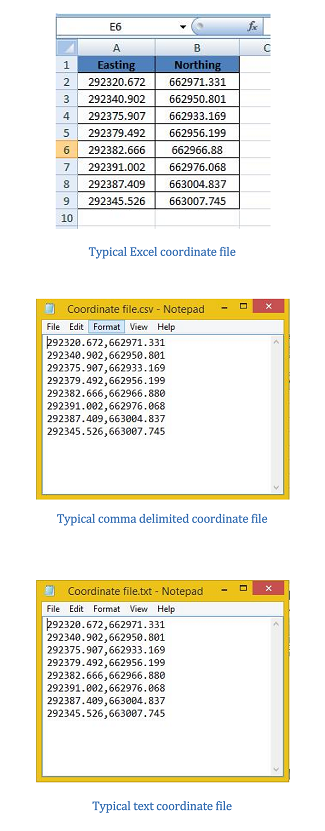 E6 fx
A B C
1 Easting Northing
2 292320.672 662971.331
3 292340.902 662950.801
4 292375.907 662933.169
5 292379.492 662956.199
6 292382.666 662966.88
7 292391.002 662976.068
8 292387.409 663004.837
9 292345.526 663007.745
10
Typical Excel coordinate file
Coordinate file.csv - Notepad
File Edit Format View Help
292320.672,662971.331
292340.902,662950.801
292375.907,662933.169
292379.492,662956.199
292382.666,662966.880
292391.002,662976.068
292387.409,663004.837
292345.526,663007.745
Typical comma delimited coordinate file
Coordinate file.txt - Notepad
File Edit Format View Help
292320.672,662971.331
292340.902,662950.801
292375.907,662933.169
292379.492,662956.199
292382.666,662966.880
292391.002,662976.068
292387.409,663004.837
292345.526,663007.745
Typical text coordinate file